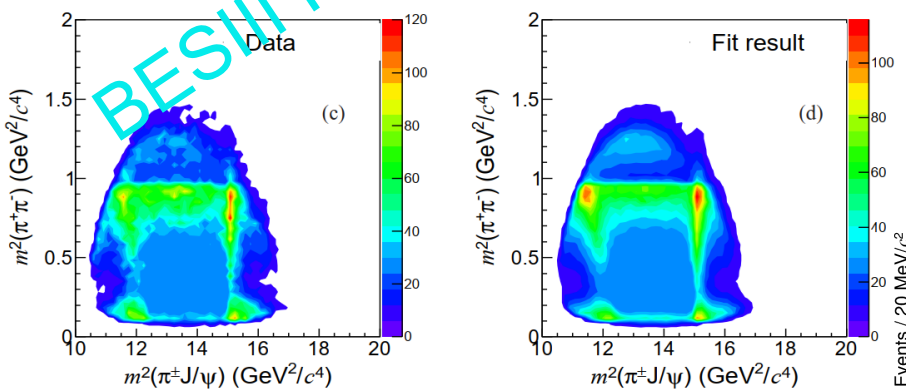 BESIII
Data
(c)
m²(π⁺π⁻) (GeV²/c⁴)
2
1.5
1
0.5
0
10 12 14 16 18 20
m²(π±J/ψ) (GeV²/c⁴)
120
100
80
60
40
20
0
Fit result
(d)
m²(π⁺π⁻) (GeV²/c⁴)
2
1.5
1
0.5
0
10 12 14 16 18 20
m²(π±J/ψ) (GeV²/c⁴)
100
80
60
40
20
0
Events / 20 MeV/c²